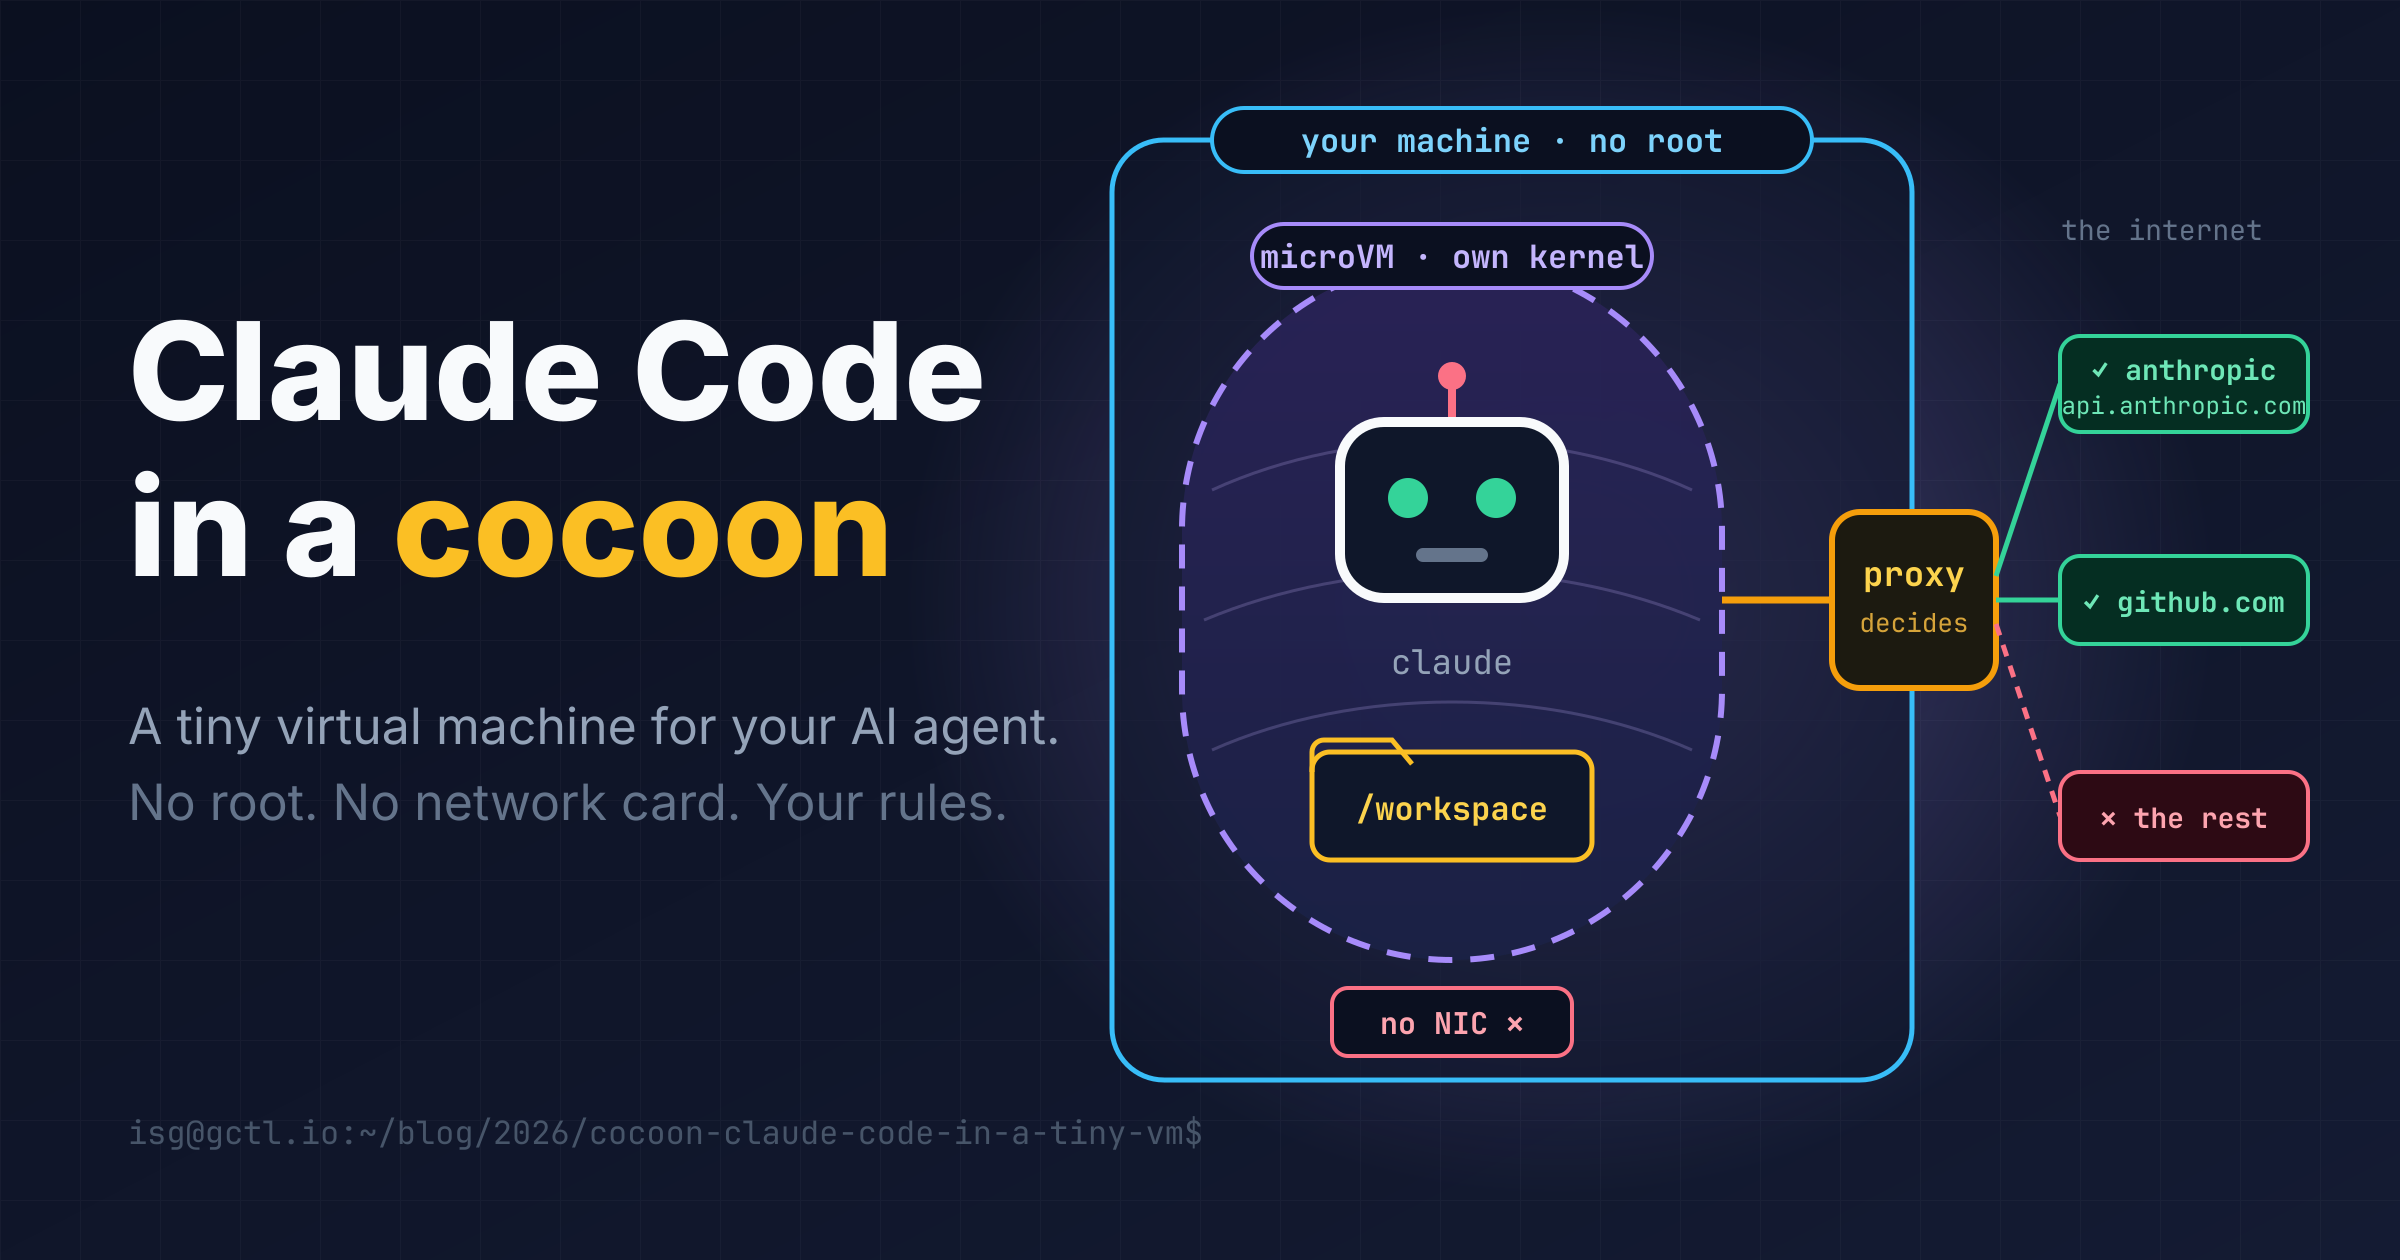 Claude Code
in a cocoon
A tiny virtual machine for your AI agent.
No root. No network card. Your rules.
isg@gctl.io:~/blog/2026/cocoon-claude-code-in-a-tiny-vm$
your machine · no root
microVM · own kernel
claude
/workspace
no NIC ×
proxy
decides
the internet
✓ anthropic
api.anthropic.com
✓ github.com
× the rest